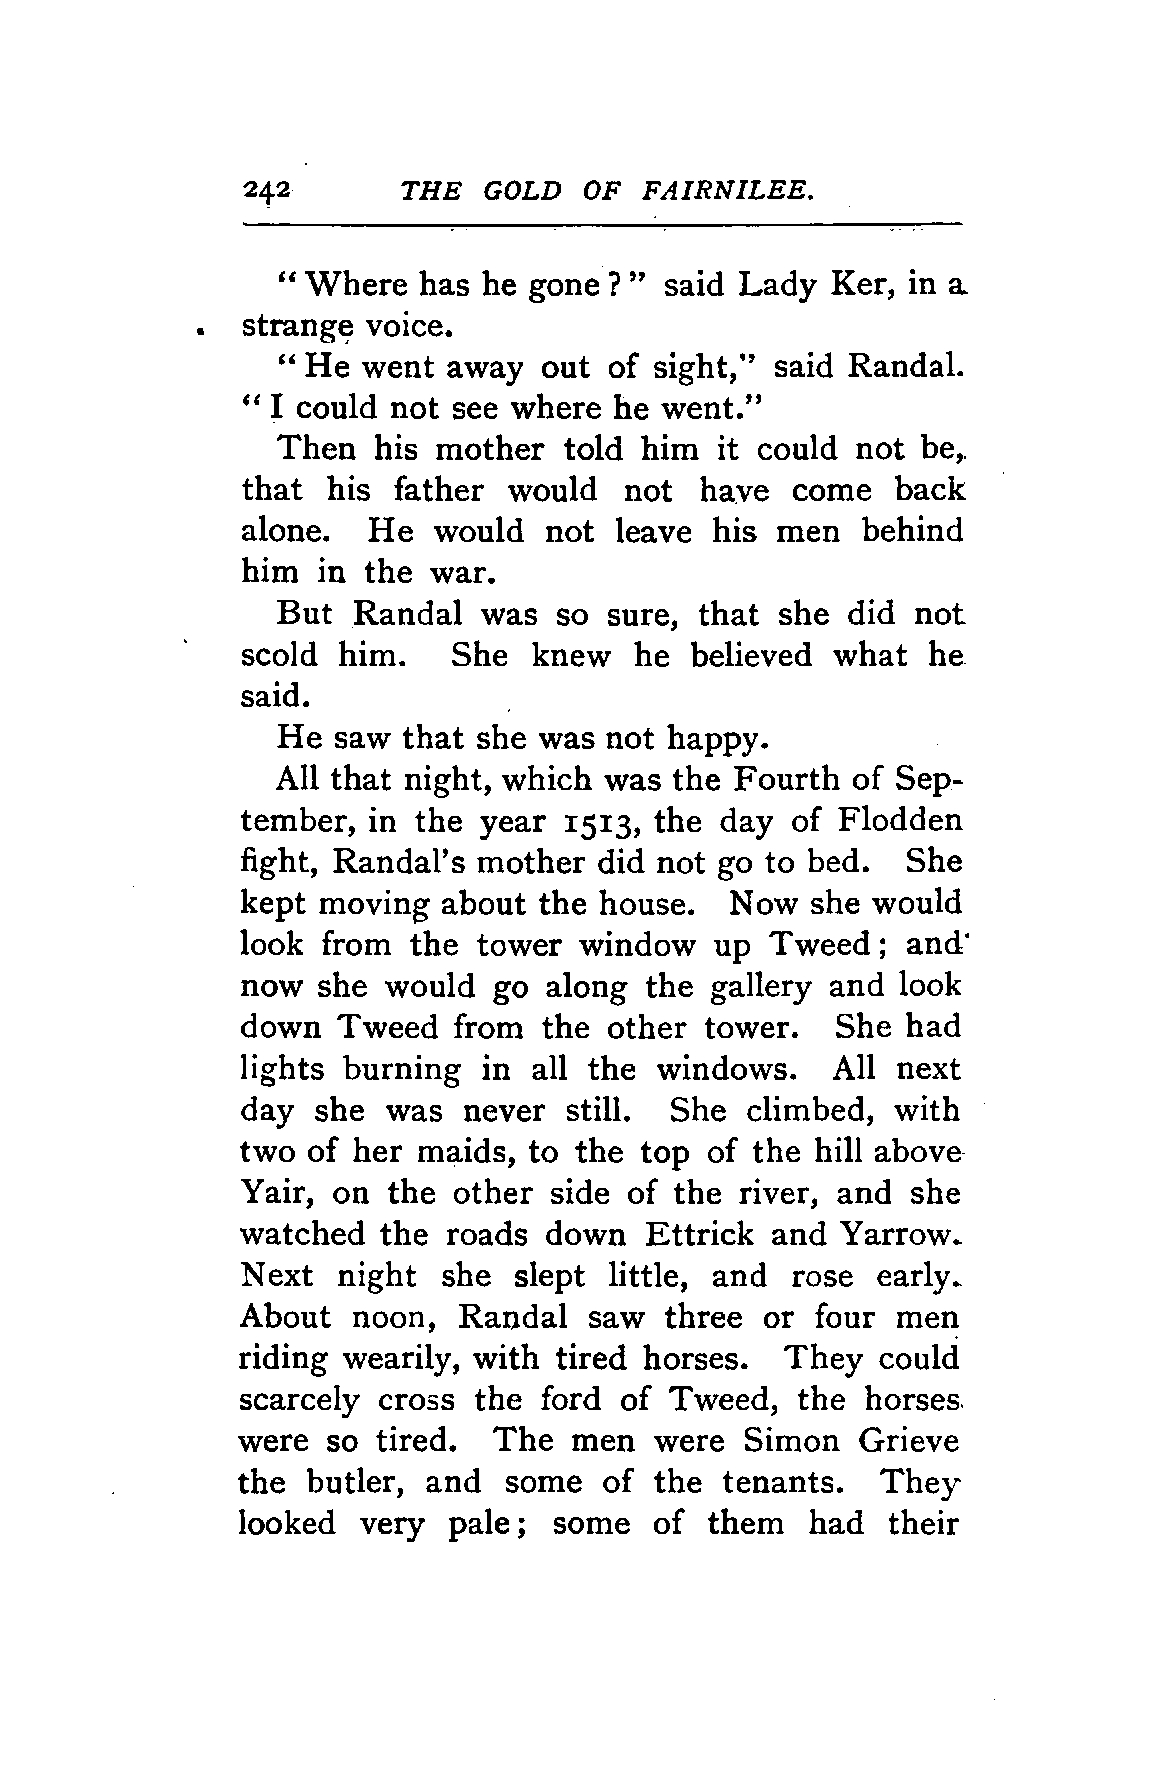 242 THE GOLD OF FAIRNILEE.
“Where has he gone?” said Lady Ker, in a
strange voice.
“He went away out of sight,” said Randal.
“I could not see where he went.”
Then his mother told him it could not be,
that his father would not have come back
alone. He would not leave his men behind
him in the war.
But Randal was so sure, that she did not
scold him. She knew he believed what he
said.
He saw that she was not happy.
All that night, which was the Fourth of Sep-
tember, in the year 1513, the day of Flodden
fight, Randal’s mother did not go to bed. She
kept moving about the house. Now she would
look from the tower window up Tweed; and
now she would go along the gallery and look
down Tweed from the other tower. She had
lights burning in all the windows. All next
day she was never still. She climbed, with
two of her maids, to the top of the hill above
Yair, on the other side of the river, and she
watched the roads down Ettrick and Yarrow.
Next night she slept little, and rose early.
About noon, Randal saw three or four men
riding wearily, with tired horses. They could
scarcely cross the ford of Tweed, the horses
were so tired. The men were Simon Grieve
the butler, and some of the tenants. They
looked very pale; some of them had their